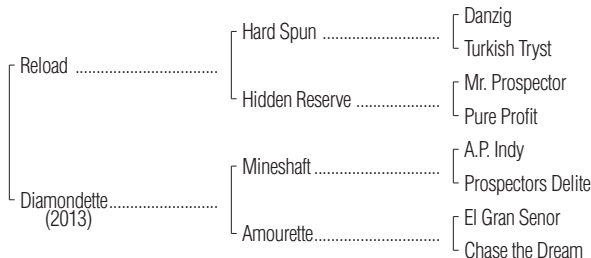 Danzig
Hard Spun ..............................
Turkish Tryst
Reload ....................................
Mr. Prospector
Hidden Reserve .....................
Pure Profit
A.P. Indy
Mineshaft ................................
Prospectors Delite
Diamondette...........................
(2013)
El Gran Senor
Amourette................................
Chase the Dream